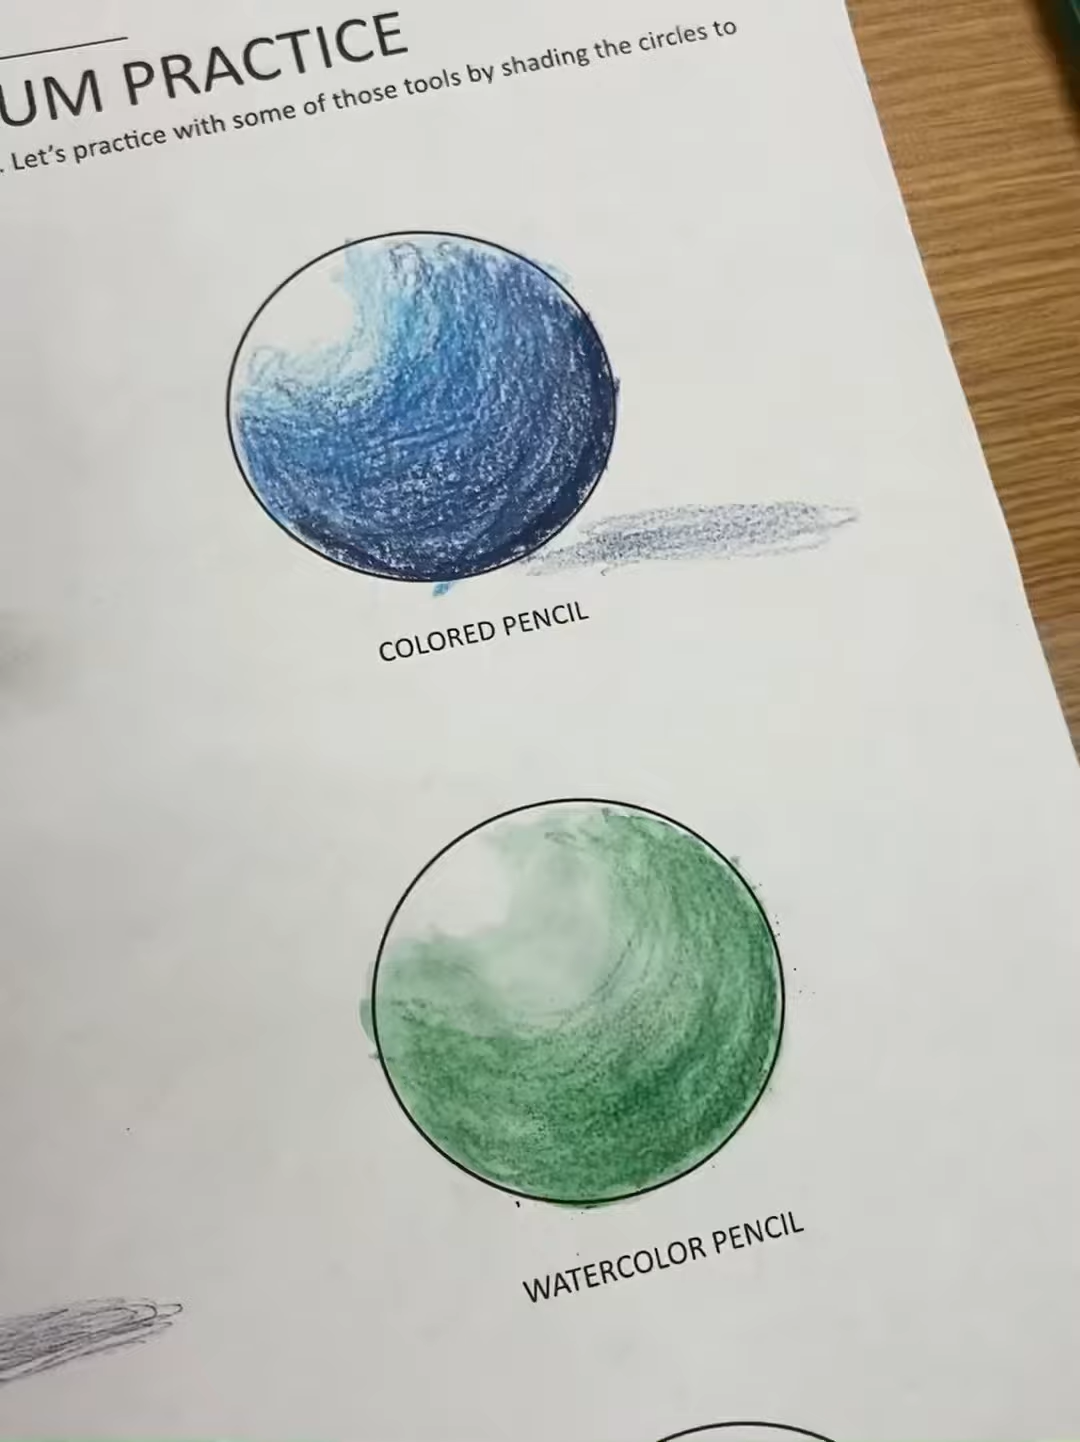 UM PRACTICE
. Let's practice with some of those tools by shading the circles to
COLORED PENCIL
WATERCOLOR PENCIL